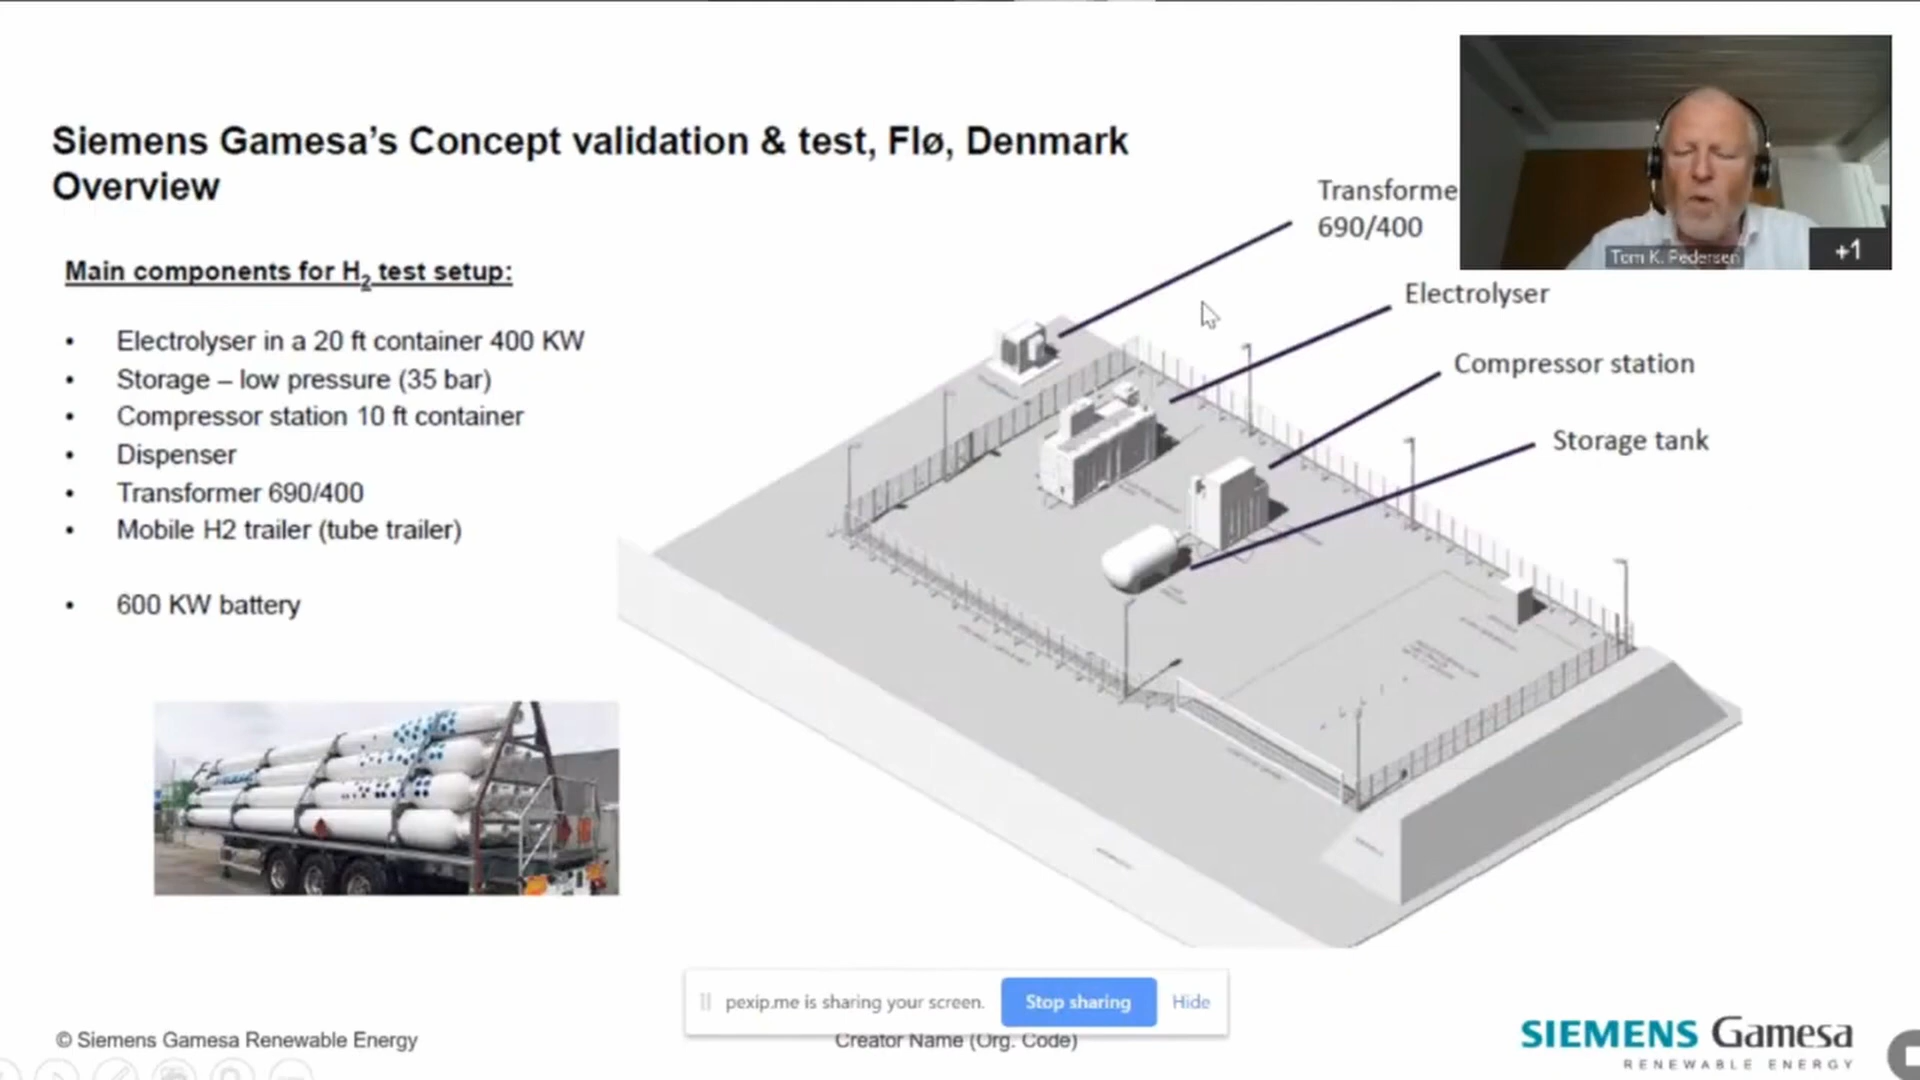 Siemens Gamesa's Concept validation & test, Flø, Denmark
Overview
Main components for H2 test setup:
• Electrolyser in a 20 ft container 400 KW
• Storage – low pressure (35 bar)
• Compressor station 10 ft container
• Dispenser
• Transformer 690/400
• Mobile H2 trailer (tube trailer)
• 600 KW battery
Transforme
690/400
Electrolyser
Compressor station
Storage tank
Tom K. Pedersen
+1
pexip.me is sharing your screen.
Stop sharing
Hide
© Siemens Gamesa Renewable Energy
Creator Name (Org. Code)
SIEMENS Gamesa
RENEWABLE ENERGY